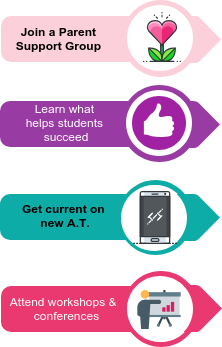 Join a Parent
Support Group
Learn what
helps students
succeed
Get current on
new A.T.
Attend workshops &
conferences